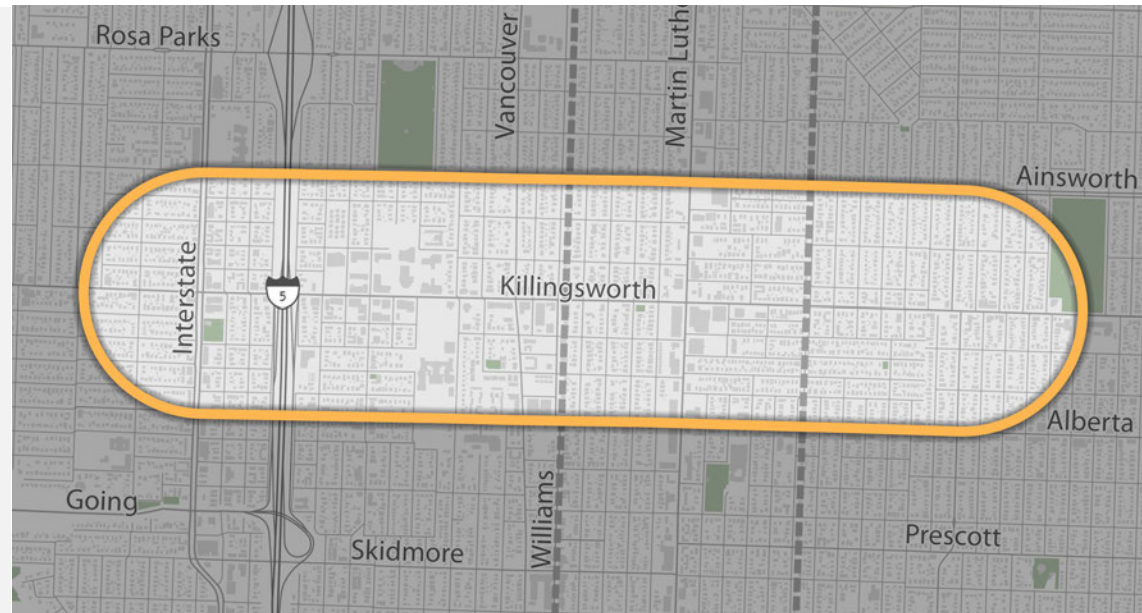 Rosa Parks
Vancouver
Martin Luthe
Ainsworth
Interstate
5
Killingsworth
Alberta
Going
Skidmore
Williams
Prescott